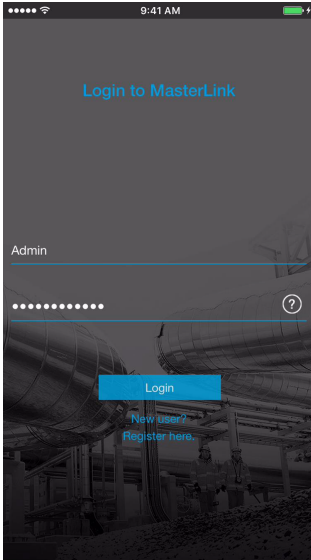 9:41 AM
Login to MasterLink
Admin
●●●●●●●●●●●●
?
Login
New user?
Register here.